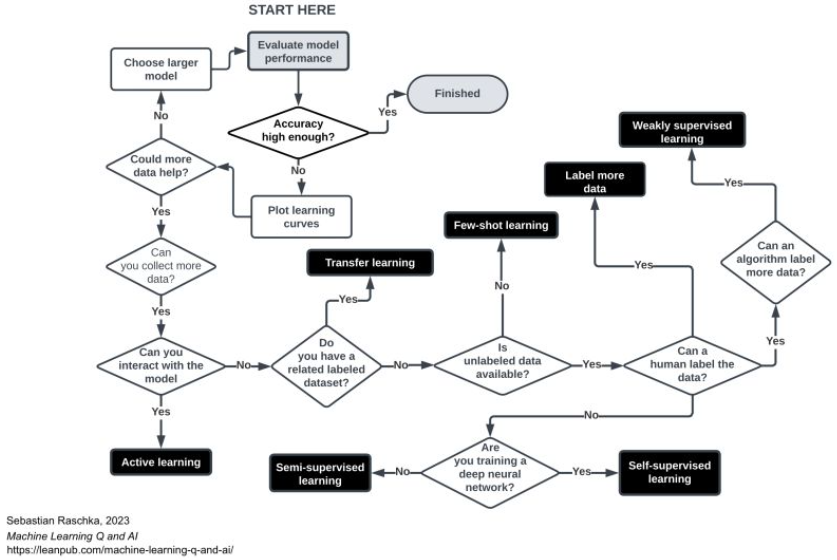 START HERE
Evaluate model
performance
Choose larger
model
Finished
Yes
Accuracy
high enough?
No
No
Could more
data help?
Plot learning
curves
Yes
Can
you collect more
data?
Yes
Can you
interact with the
model
Yes
Active learning
No
Do
you have a
related labeled
dataset?
Yes
Transfer learning
No
Is
unlabeled data
available?
No
Few-shot learning
Yes
Can a
human label the
data?
Yes
Label more
data
Yes
Can an
algorithm label
more data?
Yes
Weakly supervised
learning
No
Are
you training a
deep neural
network?
No
Semi-supervised
learning
Yes
Self-supervised
learning
Sebastian Raschka, 2023
Machine Learning Q and AI
https://leanpub.com/machine-learning-q-and-ai/